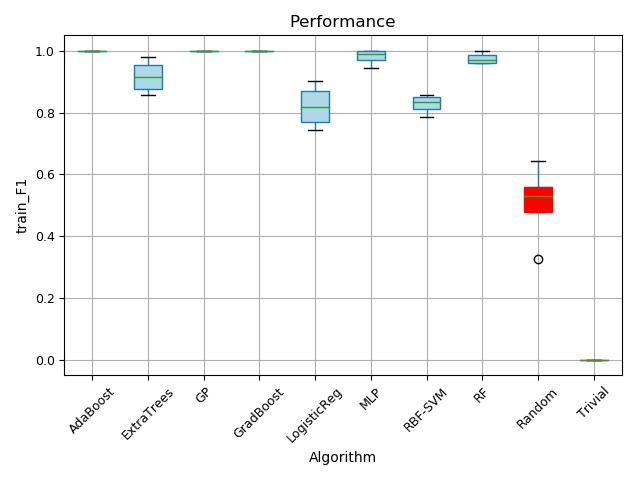 Performance
train_F1
1.0
0.8
0.6
0.4
0.2
0.0
AdaBoost
ExtraTrees
GP
GradBoost
LogisticReg
MLP
RBF-SVM
RF
Random
Trivial
Algorithm